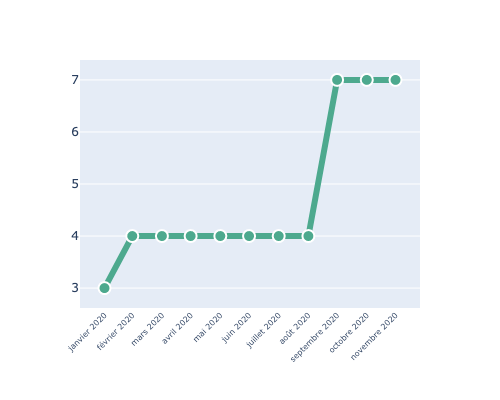 7
6
5
4
3
janvier 2020
février 2020
mars 2020
avril 2020
mai 2020
juin 2020
juillet 2020
août 2020
septembre 2020
octobre 2020
novembre 2020